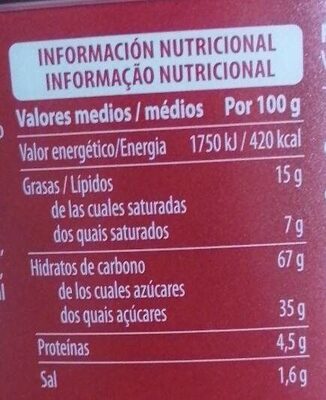 INFORMACIÓN NUTRICIONAL
INFORMAÇÃO NUTRICIONAL
Valores medios / médios Por 100 g
Valor energético/Energia 1750 kJ / 420 kcal
Grasas / Lípidos 15 g
de las cuales saturadas
dos quais saturados 7 g
Hidratos de carbono 67 g
de los cuales azúcares
dos quais açúcares 35 g
Proteínas 4,5 g
Sal 1,6 g